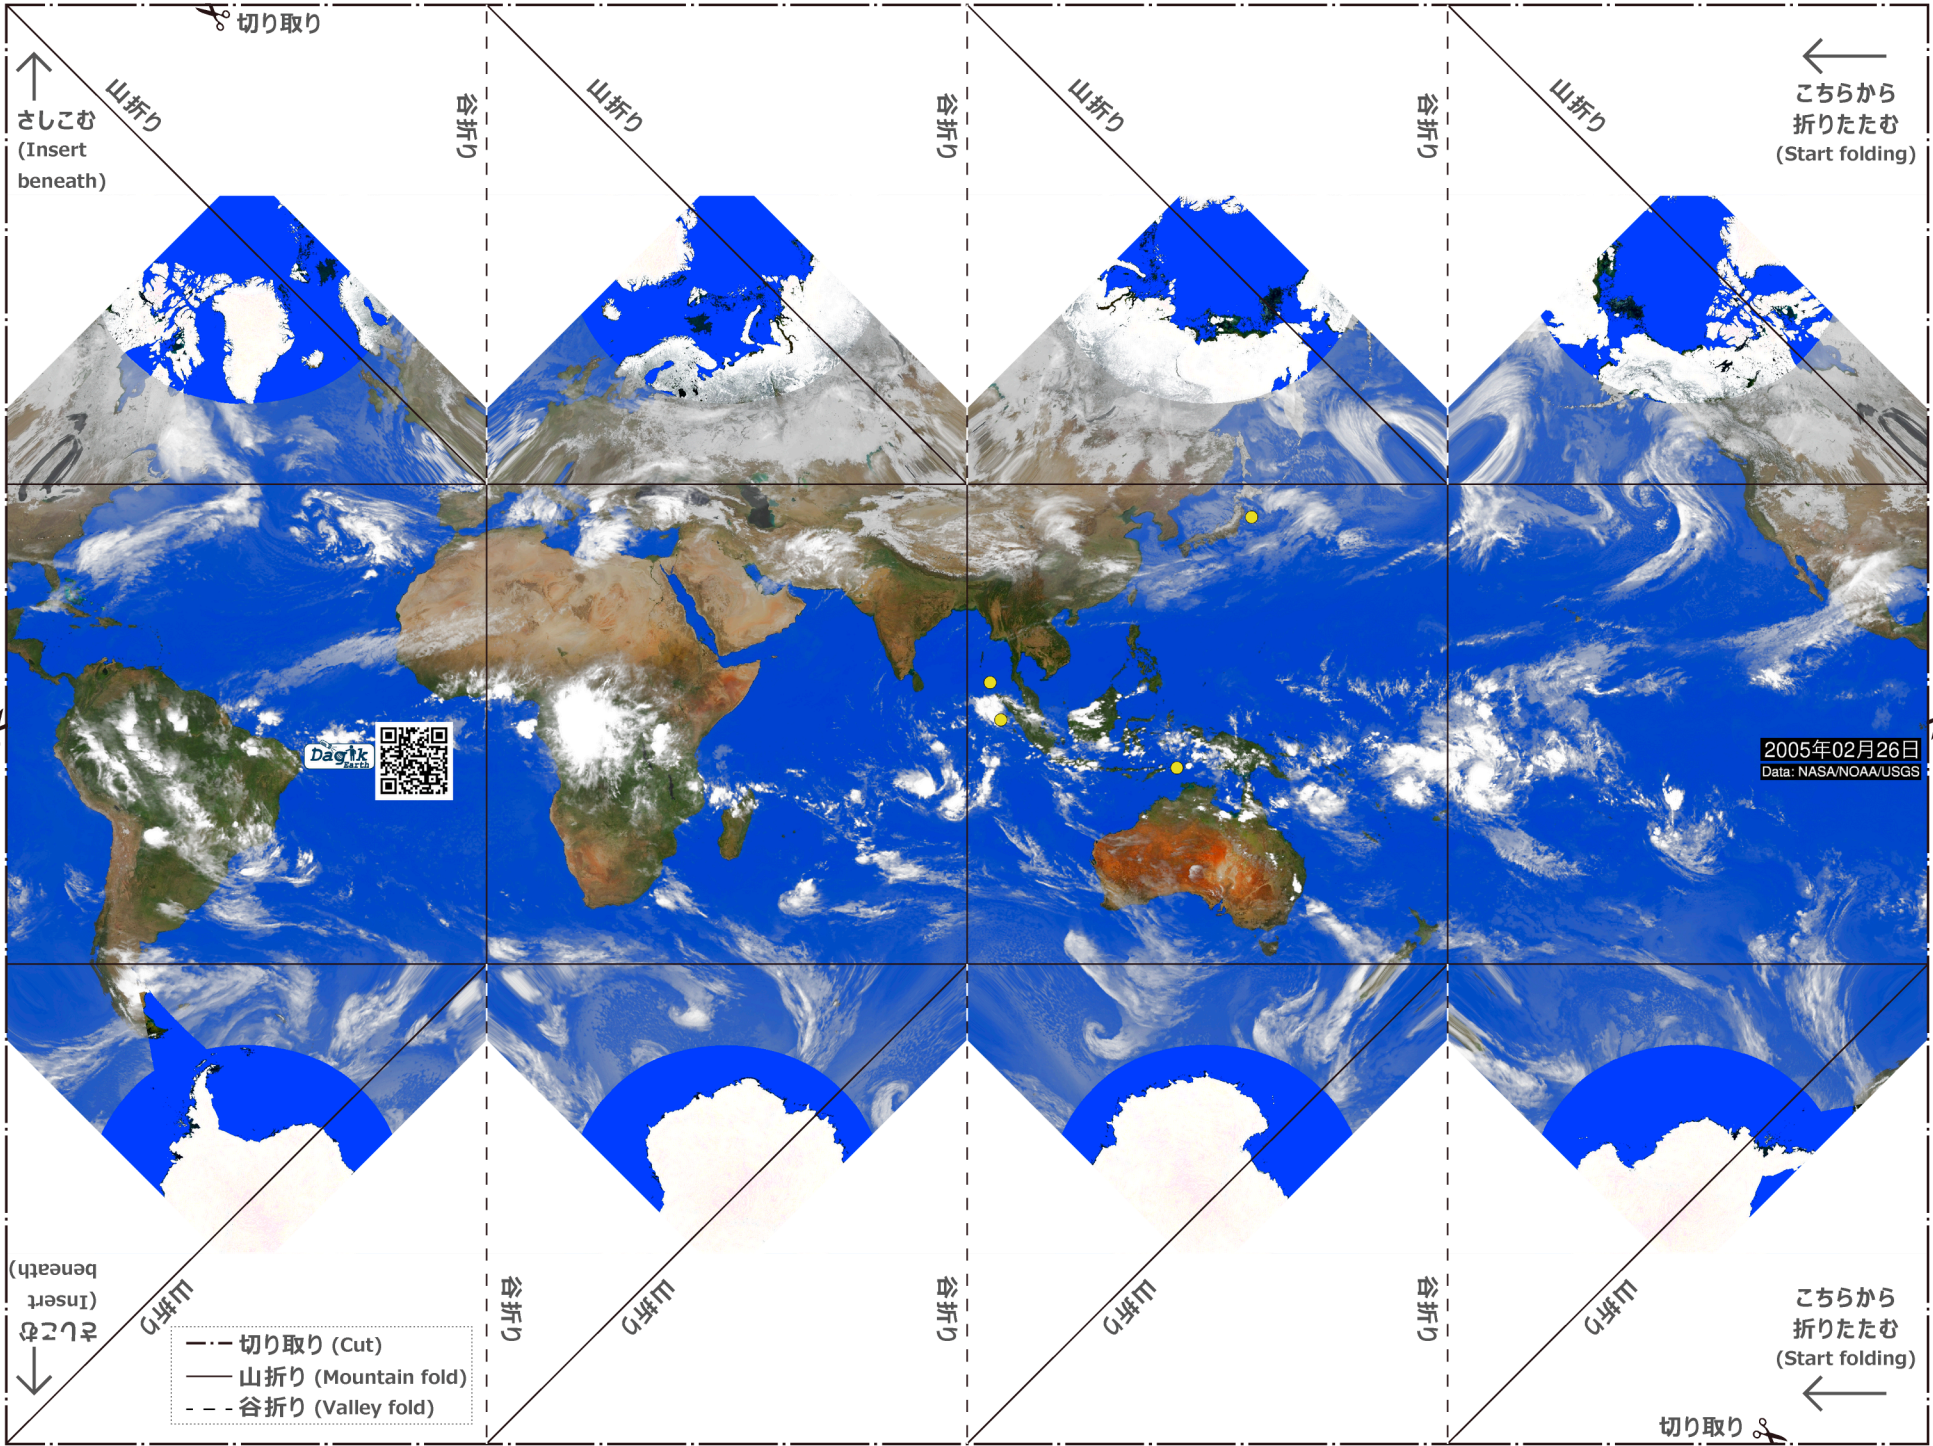 切り取り
山折り
谷折り
山折り
谷折り
山折り
谷折り
山折り
さしこむ
(Insert
beneath)
こちらから
折りたたむ
(Start folding)
Dagik
Earth
2005年02月26日
Data: NASA/NOAA/USGS
さしこむ
(Insert
beneath)
山折り
谷折り
山折り
谷折り
山折り
谷折り
山折り
切り取り (Cut)
山折り (Mountain fold)
谷折り (Valley fold)
こちらから
折りたたむ
(Start folding)
切り取り